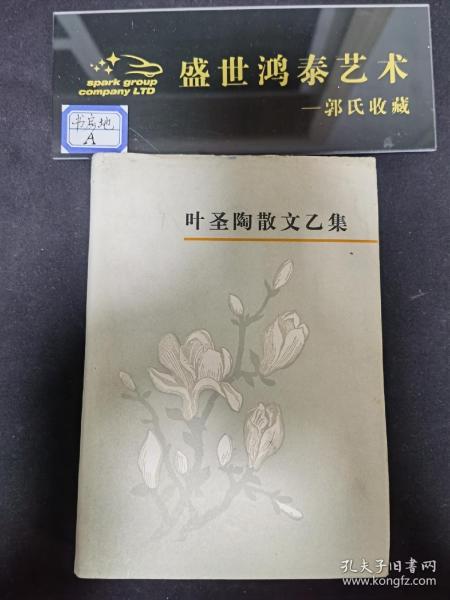 spark group
company LTD
盛世鸿泰艺术
—郭氏收藏
书房地
A
叶圣陶散文乙集
孔夫子旧书网
www.kongfz.com